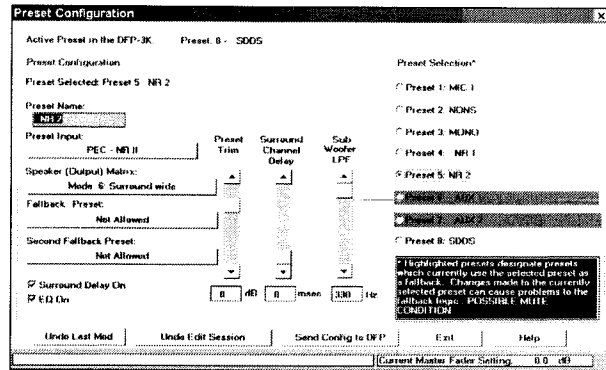 Preset Configuration
Active Preset in the DFP-3K. Preset: 8 - SDDS
Preset Configuration
Preset Selected: Preset 5 NR 2
Preset Name:
NR 2
Preset Input:
PEC - NR II
Speaker (Output) Matrix:
Mode 6: Surround wide
Fallback Preset:
Not Allowed
Second Fallback Preset:
Not Allowed
Surround Delay On
EQ On
Preset Trim
Surround Channel Delay
Sub Woofer LPF
0 dB
0 msec
330 Hz
Preset Selection*
Preset 1: MIC 1
Preset 2: NONS
Preset 3: MONO
Preset 4: NR 1
Preset 5: NR 2
Preset 6: AUX
Preset 7: AUX 2
Preset 8: SDDS
* Highlighted presets designate presets
which currently use the selected preset as
a fallback. Changes made to the currently
selected preset can cause problems to the
fallback logic. POSSIBLE MUTE
CONDITION
Undo Last Mod
Undo Edit Session
Send Config to DFP
Exit
Help
Current Master Fader Setting: 0.0 dB